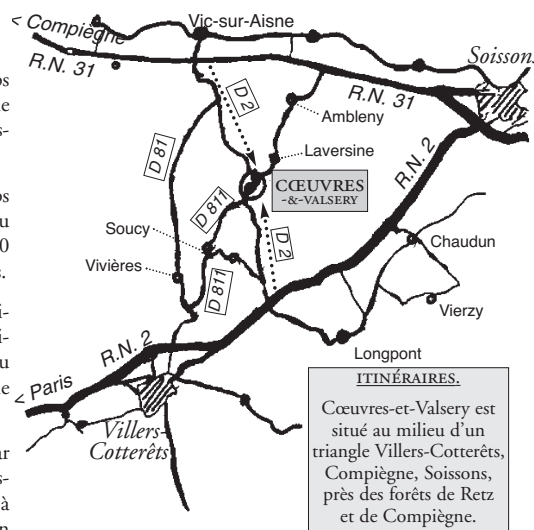 < Compiègne
Vic-sur-Aisne
Soissons
R.N. 31
R.N. 31
D 2
Ambleny
D 81
Laversine
R.N. 2
CŒUVRES
-&-VALSERY
D 811
Soucy
D 2
Chaudun
Vivières
D 811
Vierzy
R.N. 2
Longpont
< Paris
Villers-
Cotterêts
ITINÉRAIRES.
Cœuvres-et-Valsery est
situé au milieu d'un
triangle Villers-Cotterêts,
Compiègne, Soissons,
près des forêts de Retz
et de Compiègne.